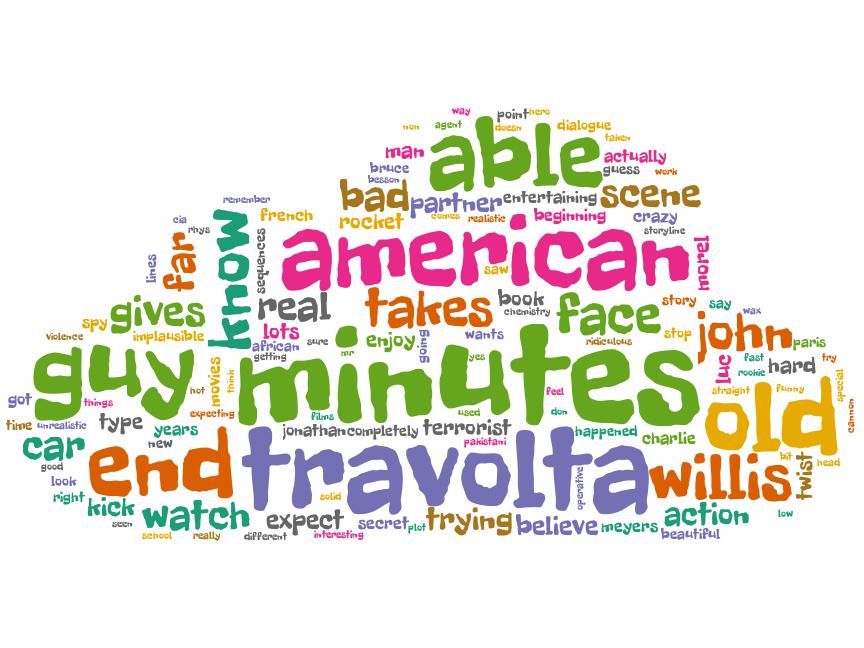 way
point
hero
non
agent
doesn
dialogue
able
taken
man
actually
bruce
guess
work
besson
bad
partner
entertaining
scene
remember
cia
french
rocket
comes
realistic
beginning
crazy
rhys
storyline
know
american
far
lines
sequences
morel
saw
real
takes
book
chemistry
face
story
say
wax
gives
spy
violence
implausible
lots
african
sure
enjoy
going
wants
ridiculous
stop
john
paris
getting
mr
guy
minutes
yes
movies
think
hot
luc
fast
hard
try
rookie
got
things
expecting
films
used
feel
don
straight
funny
special
old
cannon
time
unrealistic
type
years
new
jonathan
completely
terrorist
pakistani
happened
charlie
car
good
end
travolta
willis
bit
head
twist
look
right
solid
operative
kick
seen
watch
expect
secret
plot
trying
believe
meyers
action
low
school
really
different
interesting
beautiful